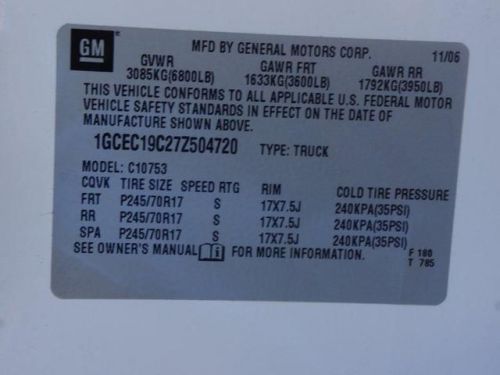 GM
MFD BY GENERAL MOTORS CORP. 11/06
GVWR GAWR FRT GAWR RR
3085KG(6800LB) 1633KG(3600LB) 1792KG(3950LB)
THIS VEHICLE CONFORMS TO ALL APPLICABLE U.S. FEDERAL MOTOR
VEHICLE SAFETY STANDARDS IN EFFECT ON THE DATE OF
MANUFACTURE SHOWN ABOVE.
1GCEC19C27Z504720 TYPE: TRUCK
MODEL: C10753
CQVK TIRE SIZE SPEED RTG RIM COLD TIRE PRESSURE
FRT P245/70R17 S 17X7.5J 240KPA(35PSI)
RR P245/70R17 S 17X7.5J 240KPA(35PSI)
SPA P245/70R17 S 17X7.5J 240KPA(35PSI)
SEE OWNER'S MANUAL i FOR MORE INFORMATION. F 180
T 785